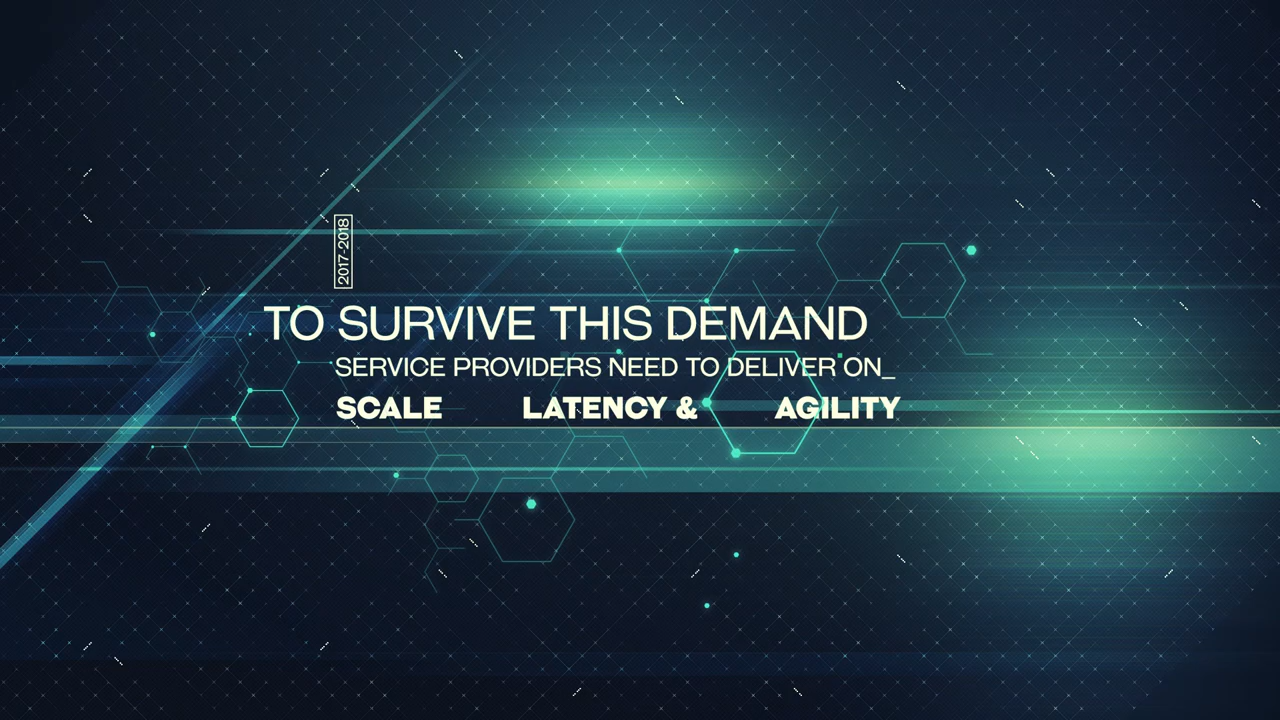 2017-2018
TO SURVIVE THIS DEMAND
SERVICE PROVIDERS NEED TO DELIVER ON_
SCALE LATENCY & AGILITY